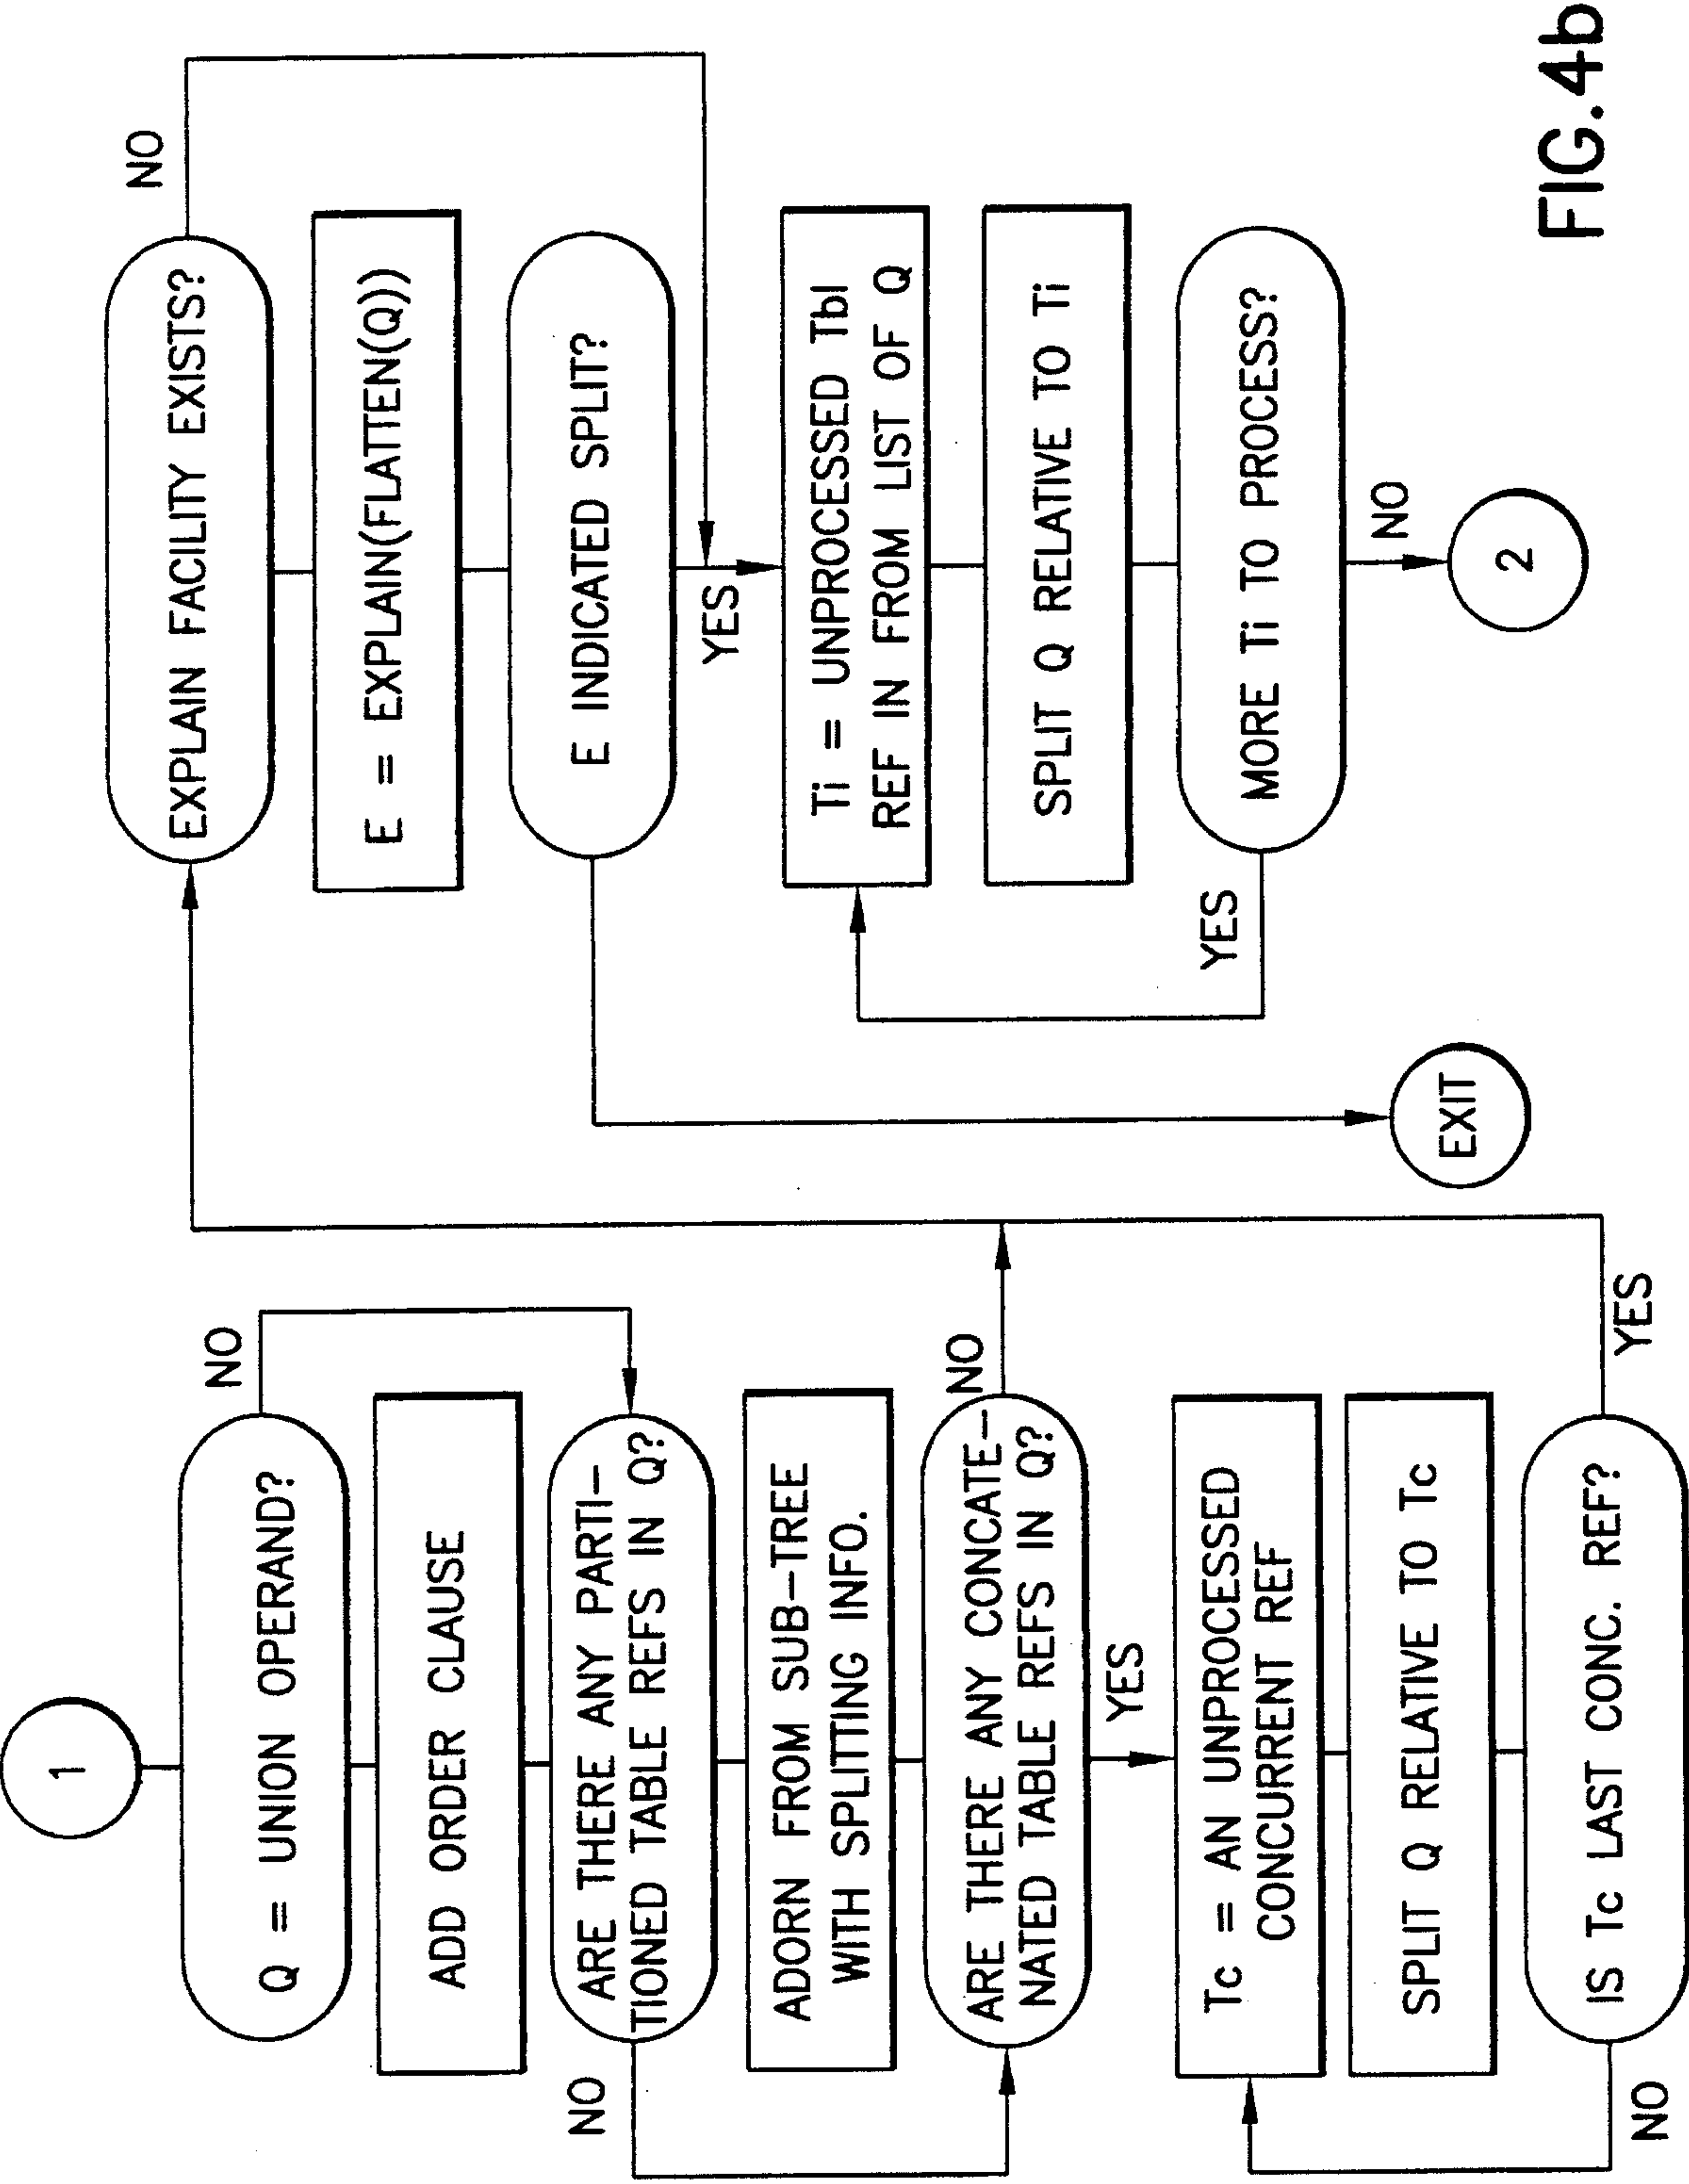 1
Q = UNION OPERAND?
NO
ADD ORDER CLAUSE
ARE THERE ANY PARTI-
TIONED TABLE REFS IN Q?
NO
ADORN FROM SUB-TREE
WITH SPLITTING INFO.
ARE THERE ANY CONCATE-
NATED TABLE REFS IN Q?
NO
YES
Tc = AN UNPROCESSED
CONCURRENT REF
SPLIT Q RELATIVE TO Tc
IS Tc LAST CONC. REF?
NO
YES
EXPLAIN FACILITY EXISTS?
NO
E = EXPLAIN(FLATTEN(Q))
E INDICATED SPLIT?
YES
Ti = UNPROCESSED Tbl
REF IN FROM LIST OF Q
SPLIT Q RELATIVE TO Ti
MORE Ti TO PROCESS?
YES
NO
EXIT
2
FIG.4b